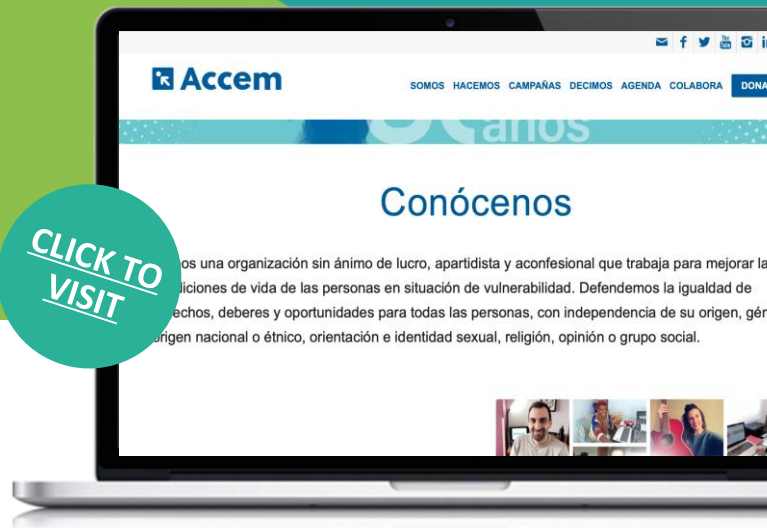 Accem
SOMOS HACEMOS CAMPAÑAS DECIMOS AGENDA COLABORA DONA
años
Conócenos
CLICK TO
VISIT
os una organización sin ánimo de lucro, apartidista y aconfesional que trabaja para mejorar la
diciones de vida de las personas en situación de vulnerabilidad. Defendemos la igualdad de
echos, deberes y oportunidades para todas las personas, con independencia de su origen, gén
origen nacional o étnico, orientación e identidad sexual, religión, opinión o grupo social.